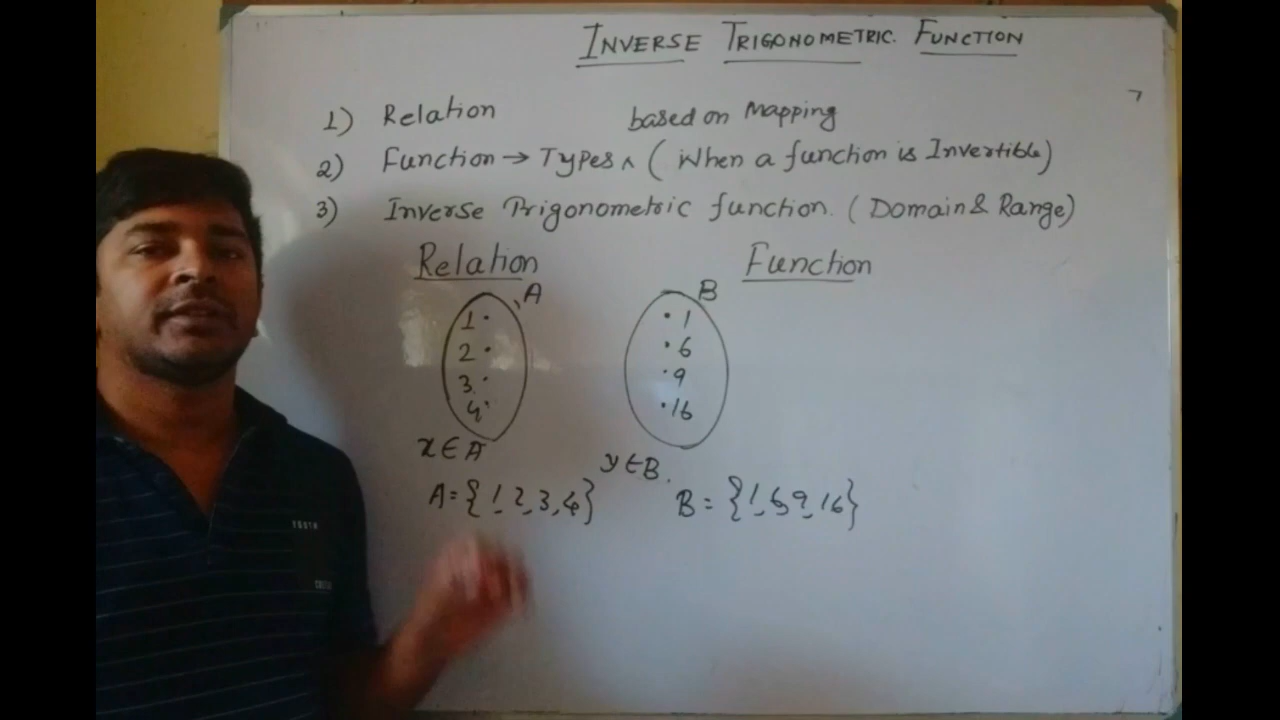 INVERSE TRIGONOMETRIC FUNCTION
1) Relation based on Mapping
2) Function → Types ^ (When a function is Invertible)
3) Inverse Trigonometric function. (Domain & Range)
Relation Function
A B
1 1
2 6
3 9
4 16
x ∈ A y ∈ B.
A = {1, 2, 3, 4} B = {1, 6, 9, 16}